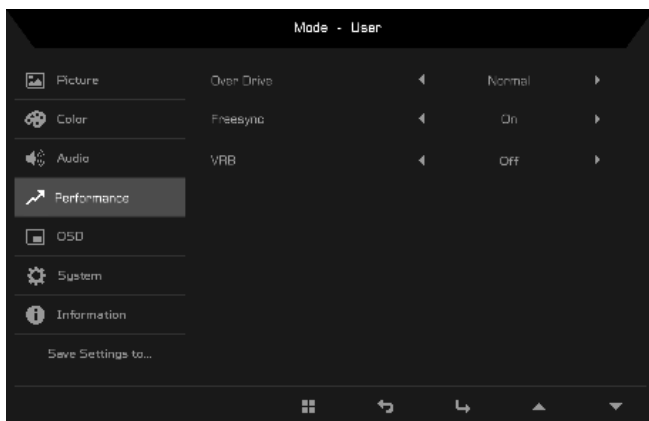 Mode - User
Picture
Over Drive Normal
Color
Freesync On
Audio
VRB Off
Performance
OSD
System
Information
Save Settings to...